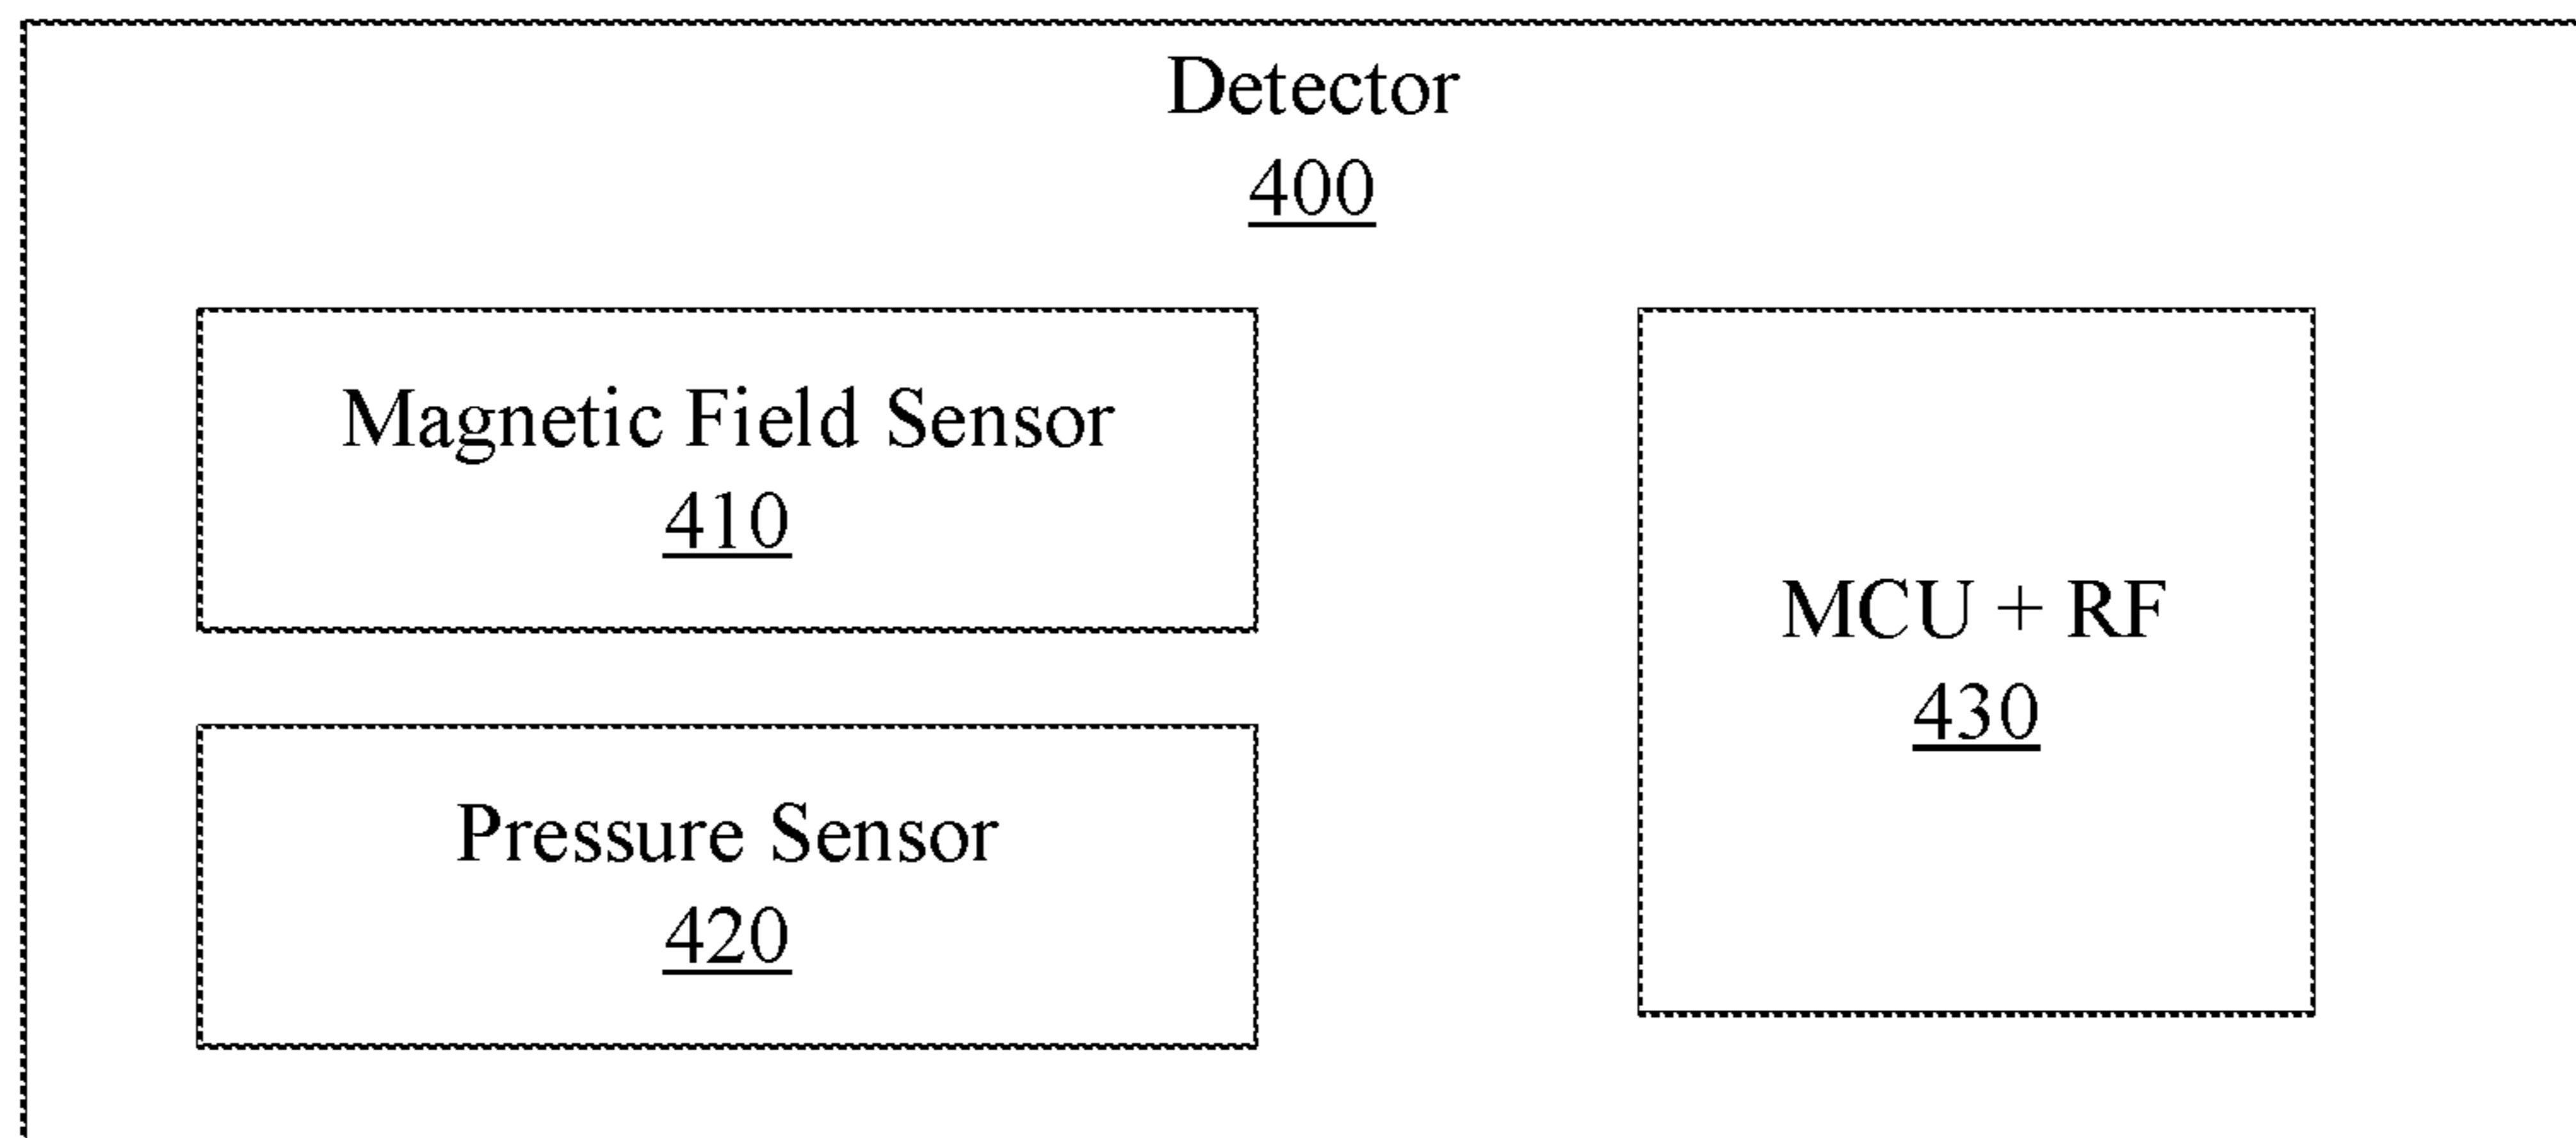 Detector
400
Magnetic Field Sensor
410
Pressure Sensor
420
MCU + RF
430